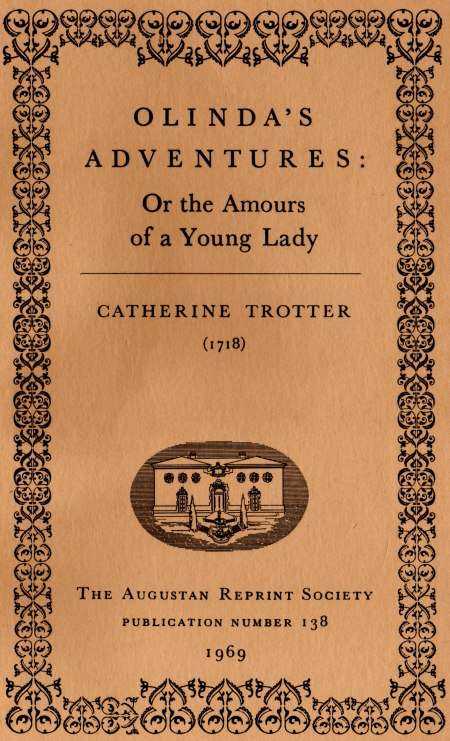 OLINDA'S
ADVENTURES:
Or the Amours
of a Young Lady
CATHERINE TROTTER
(1718)
THE AUGUSTAN REPRINT SOCIETY
PUBLICATION NUMBER 138
1969